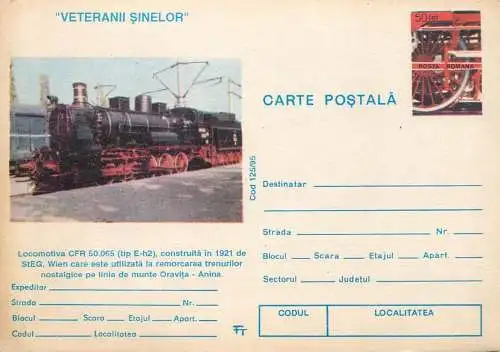 "VETERANII ŞINELOR"
50 lei
POSTA ROMANA
CARTE POŞTALĂ
Cod 125/95
Locomotiva CFR 50.065 (tip E-h2), construită în 1921 de
StEG, Wien care este utilizată la remorcarea trenurilor
nostalgice pe linia de munte Oraviţa - Anina.
Expeditor
Strada Nr.
Blocul Scara Etajul Apart.
Codul Localitatea
Destinatar
Strada Nr.
Blocul Scara Etajul Apart.
Sectorul Judeţul
CODUL LOCALITATEA